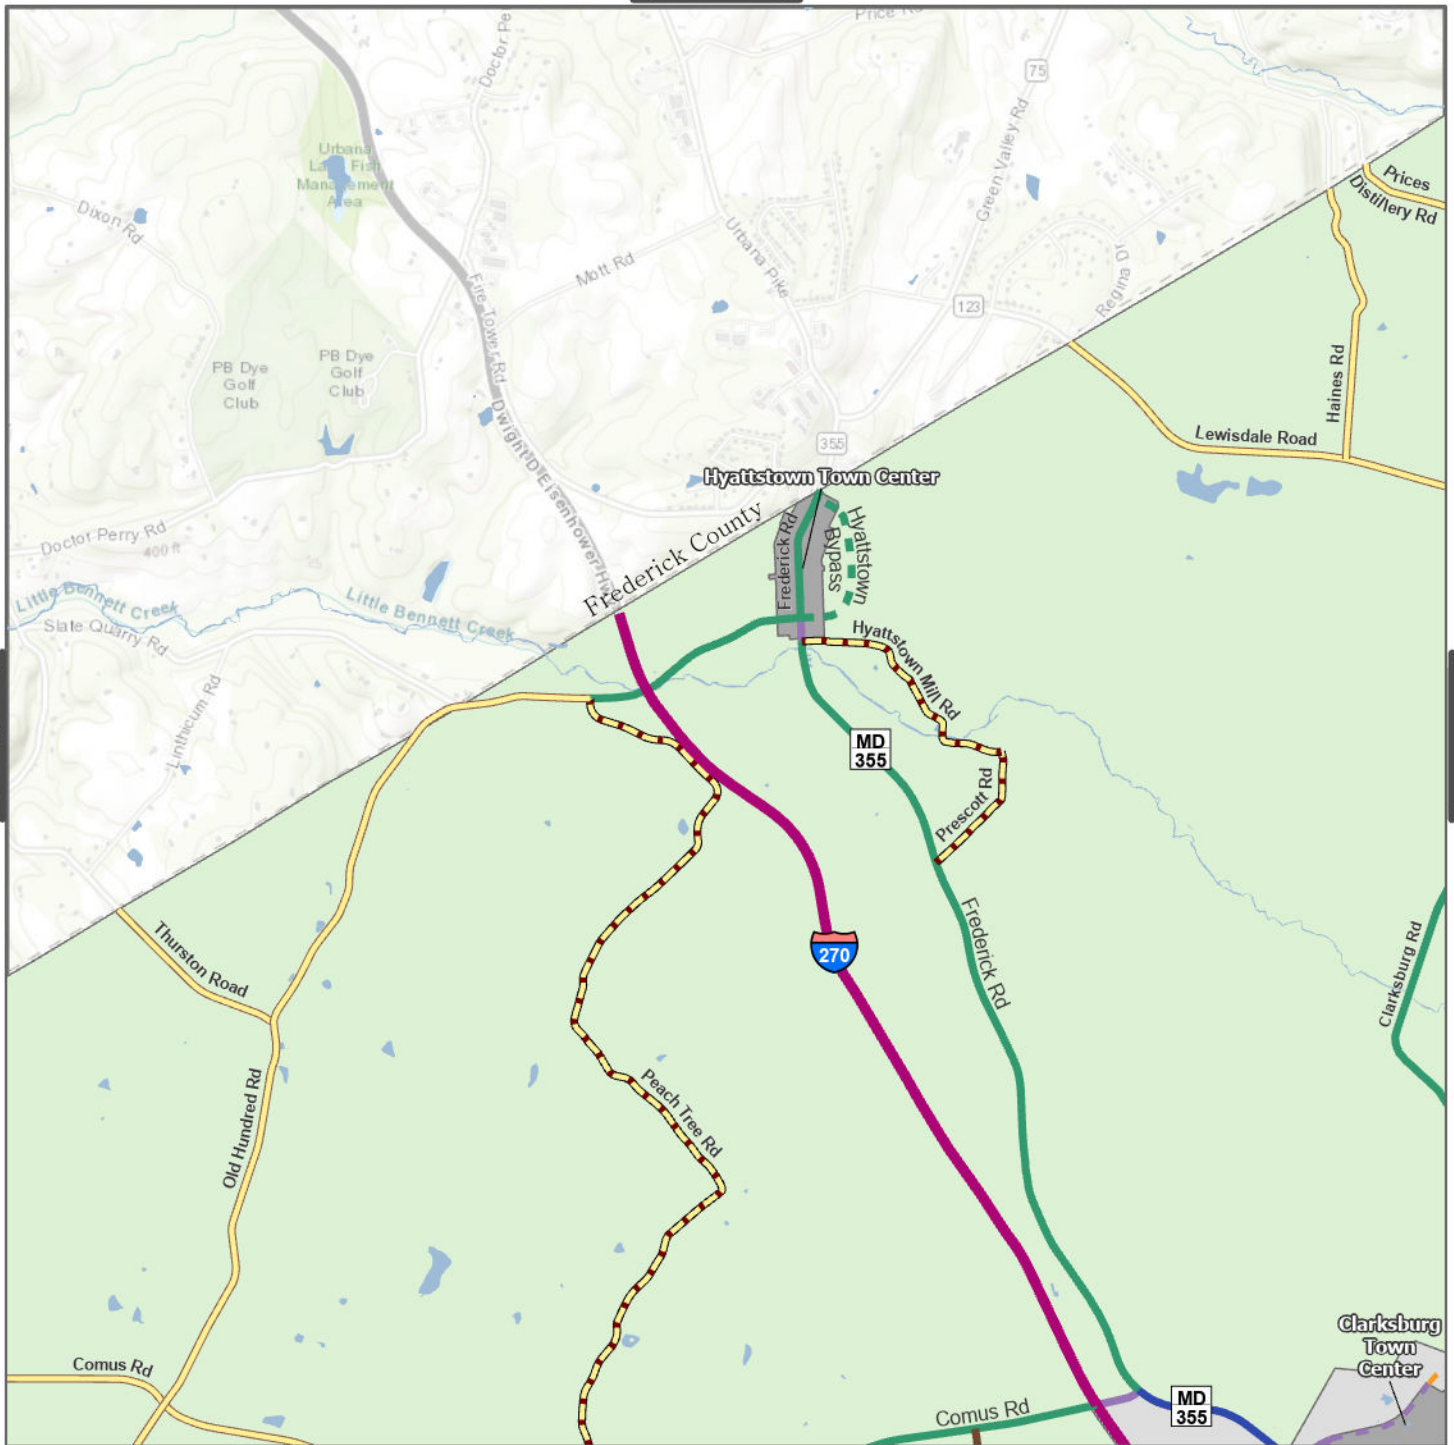 Price Rd
Doctor Pe
75
Urbana
La Fish
Management
Area
Green Valley Rd
Prices
Distillery Rd
Dixon Rd
Urbana Pike
Mott Rd
Regina Dr
123
Fire Tower Rd
PB Dye
Golf
Club
PB Dye
Golf
Club
Haines Rd
Lewisdale Road
355
Hyattstown Town Center
Dwight D Eisenhower Hw
Frederick County
Frederick Rd
Hyattstown
Bypass
Doctor Perry Rd
400 ft
Little Bennett Creek
Little Bennett Creek
Slate Quarry Rd
Hyattstown Mill Rd
Linthicum Rd
MD
355
Prescott Rd
Thurston Road
Frederick Rd
270
Clarksburg Rd
Old Hundred Rd
Peach Tree Rd
Clarksburg
Town
Center
Comus Rd
Comus Rd
MD
355